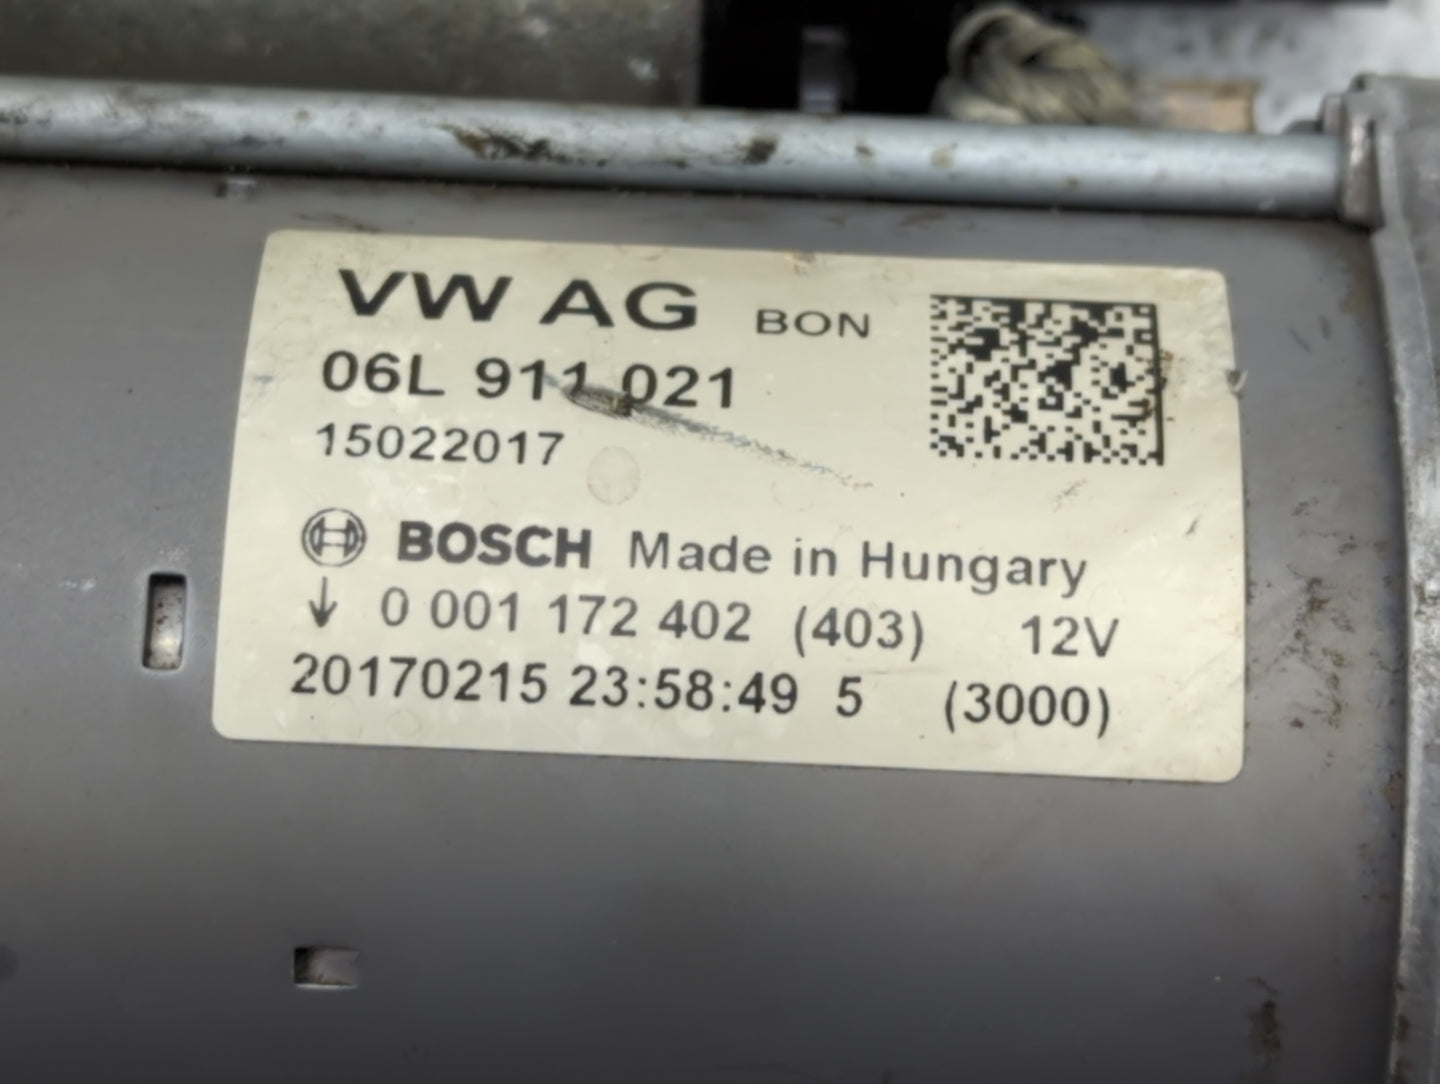 VW AG BON
06L 911 021
15022017
BOSCH Made in Hungary
↓ 0 001 172 402 (403) 12V
20170215 23:58:49 5 (3000)